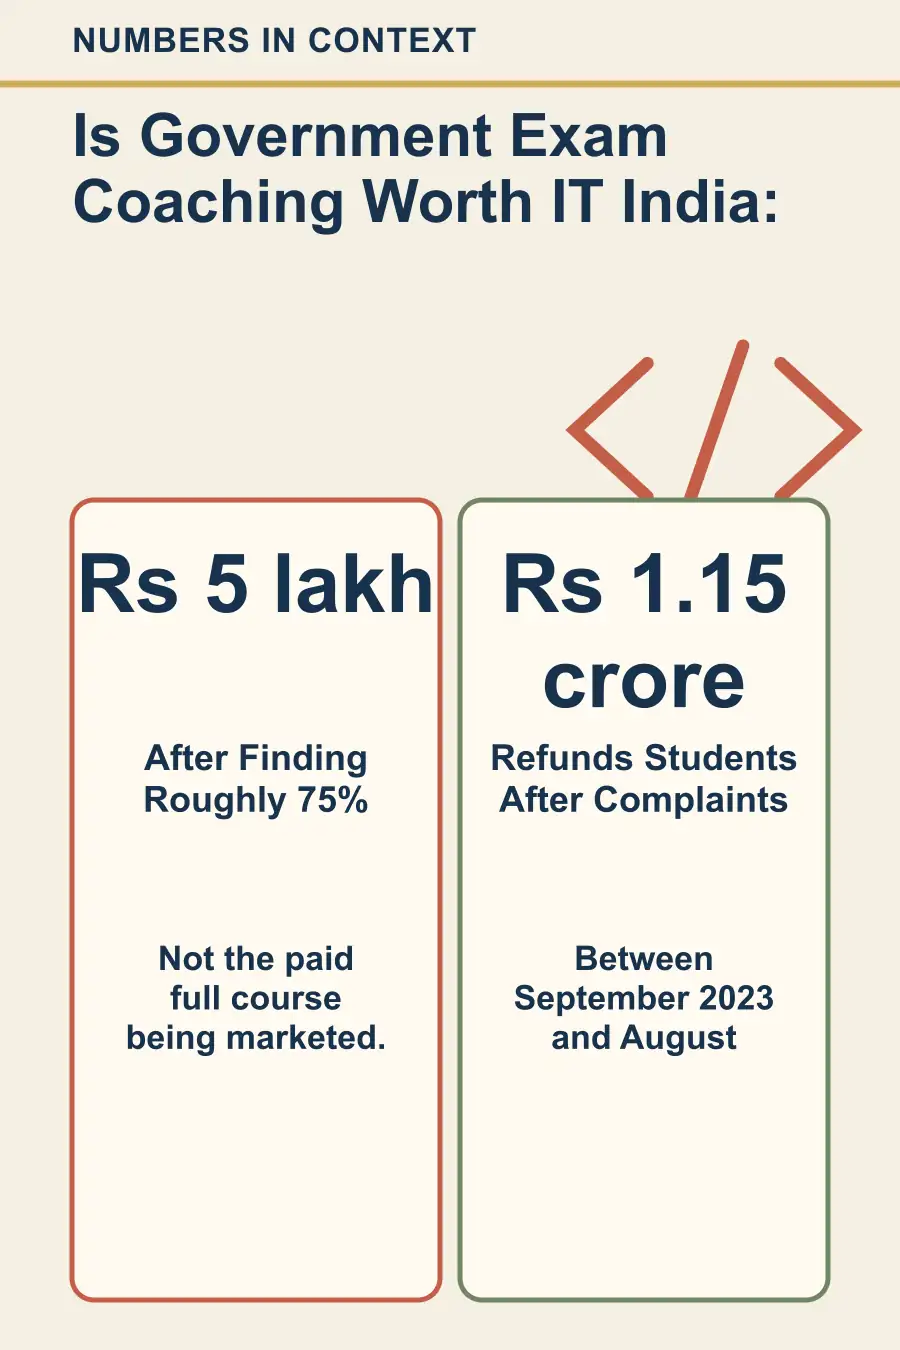 NUMBERS IN CONTEXT
Is Government Exam
Coaching Worth IT India:
Rs 5 lakh
After Finding
Roughly 75%
Not the paid
full course
being marketed.
Rs 1.15
crore
Refunds Students
After Complaints
Between
September 2023
and August